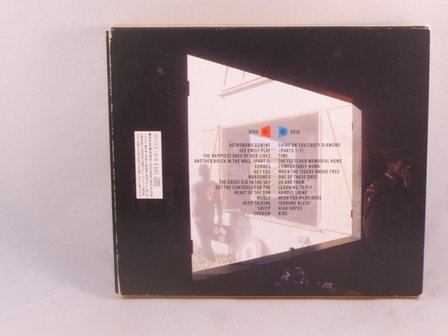 DISC
ASTRONOMY DOMINE
SEE EMILY PLAY
THE HAPPIEST DAYS OF OUR LIVES
ANOTHER BRICK IN THE WALL (PART 2)
ECHOES
HEY YOU
MAROONED
THE GREAT GIG IN THE SKY
SET THE CONTROLS FOR THE
HEART OF THE SUN
MONEY
KEEP TALKING
SHEEP
SORROW
SHINE ON YOU CRAZY DIAMOND
(PARTS 1-7)
TIME
THE FLETCHER MEMORIAL HOME
COMFORTABLY NUMB
WHEN THE TIGERS BROKE FREE
ONE OF THESE DAYS
US AND THEM
LEARNING TO FLY
ARNOLD LAYNE
WISH YOU WERE HERE
JUGBAND BLUES
HIGH HOPES
BIKE